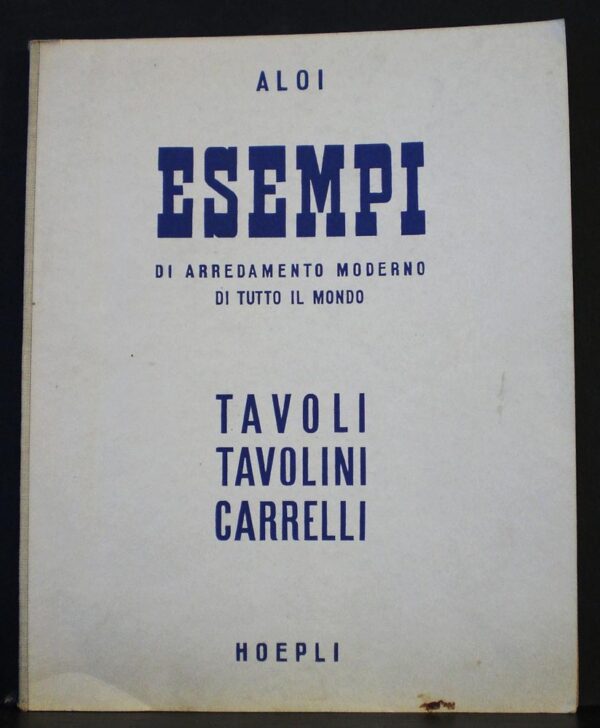 ALOI
ESEMPI
DI ARREDAMENTO MODERNO
DI TUTTO IL MONDO
TAVOLI
TAVOLINI
CARRELLI
HOEPLI